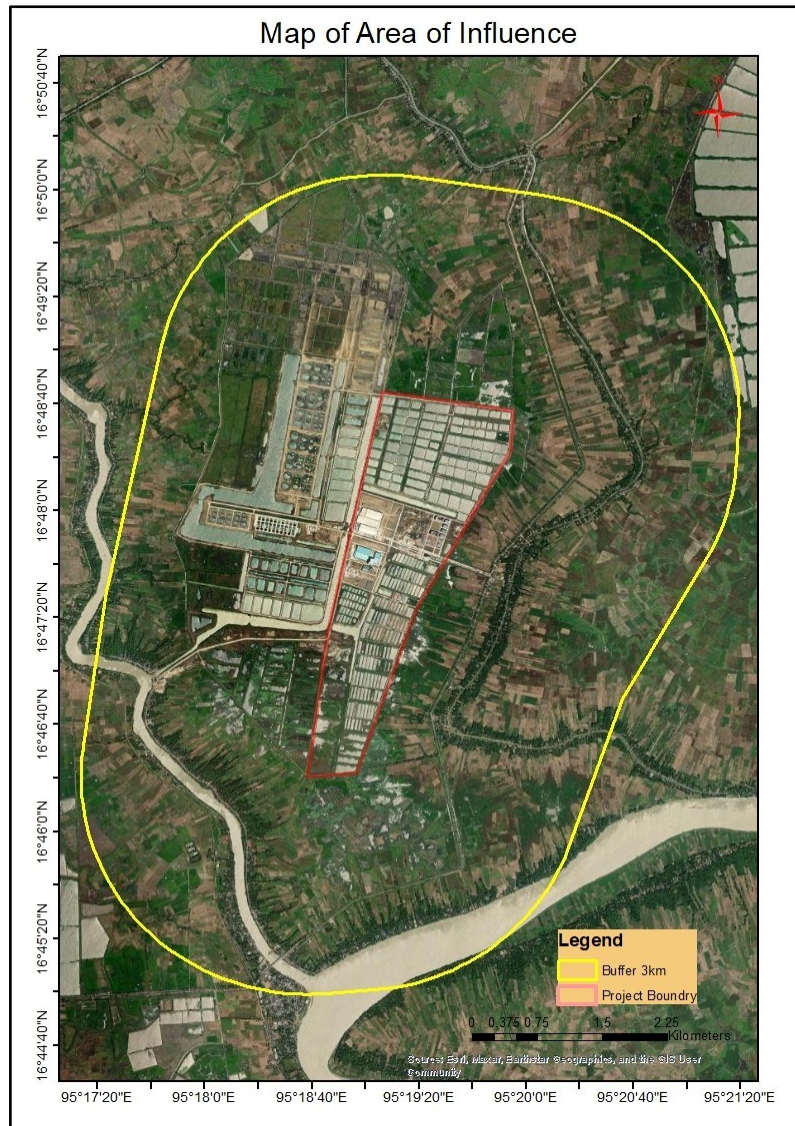 Map of Area of Influence
N
16°50'40"N
16°50'0"N
16°49'20"N
16°48'40"N
16°48'0"N
16°47'20"N
16°46'40"N
16°46'0"N
16°45'20"N
16°44'40"N
Legend
Buffer 3km
Project Boundry
0 0.375 0.75 1.5 2.25
Kilometers
Source: Esri, Maxar, Earthstar Geographics, and the GIS User
Community
95°17'20"E 95°18'0"E 95°18'40"E 95°19'20"E 95°20'0"E 95°20'40"E 95°21'20"E